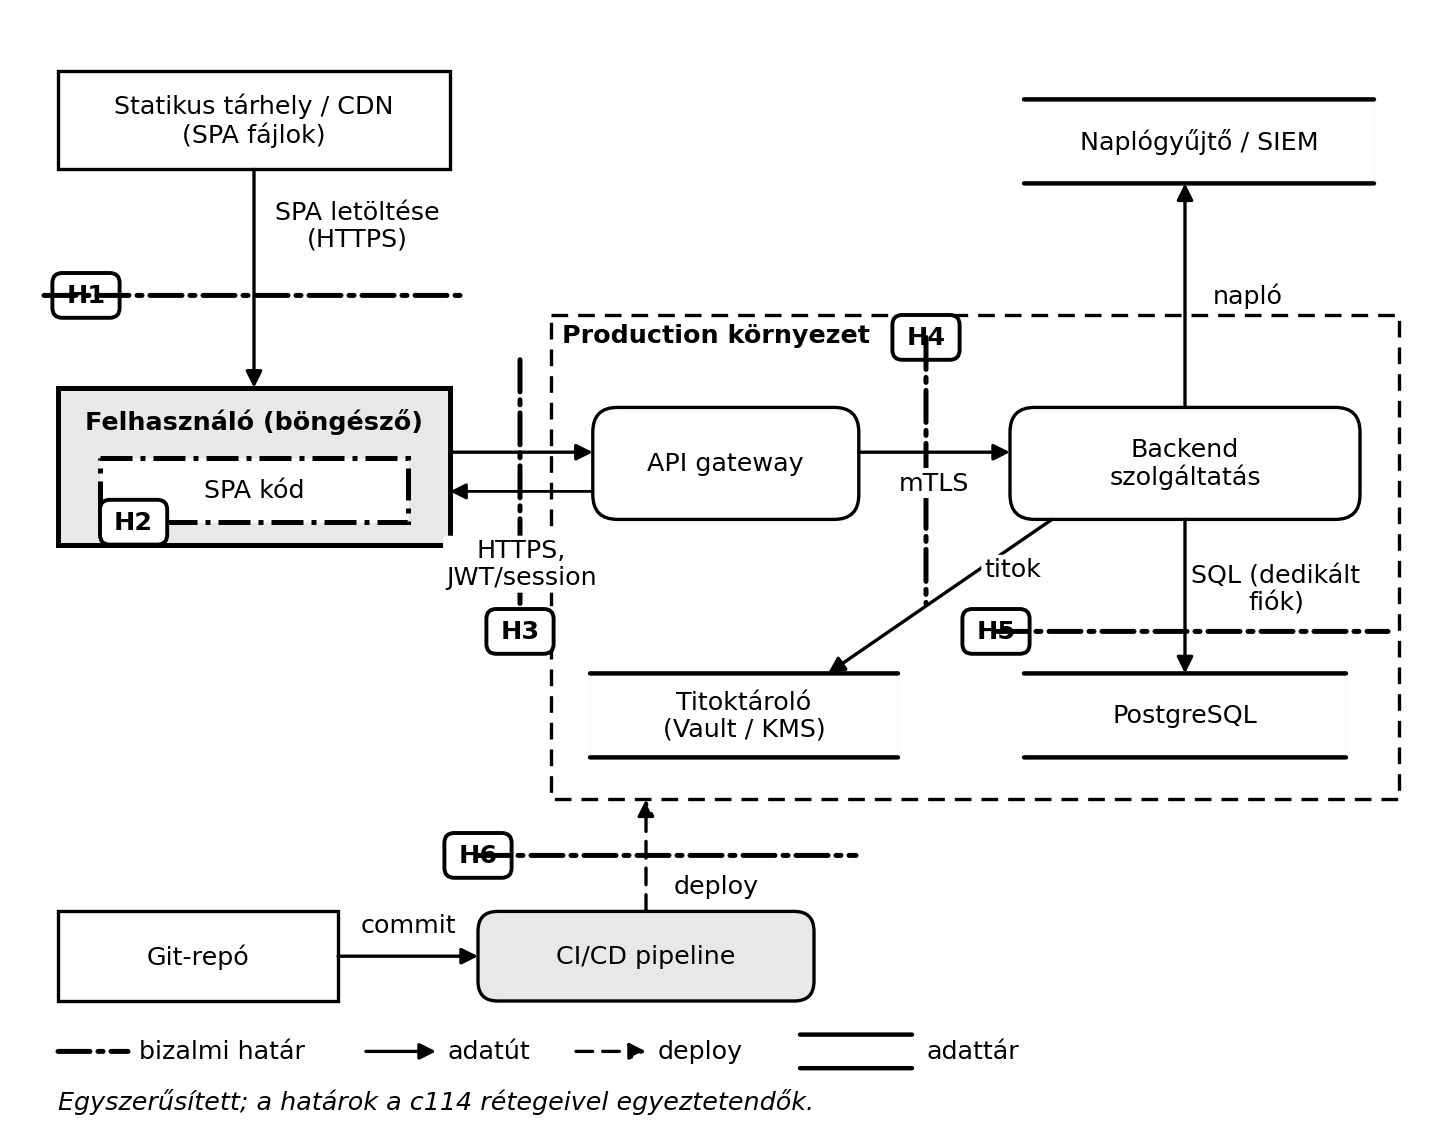 Statikus tárhely / CDN
(SPA fájlok)
Naplógyűjtő / SIEM
SPA letöltése
(HTTPS)
H1
napló
Production környezet
H4
Felhasználó (böngésző)
SPA kód
H2
API gateway
mTLS
Backend
szolgáltatás
HTTPS,
JWT/session
titok
SQL (dedikált
fiók)
H3
H5
Titoktároló
(Vault / KMS)
PostgreSQL
H6
deploy
Git-repó
commit
CI/CD pipeline
bizalmi határ
adatút
deploy
adattár
Egyszerűsített; a határok a c114 rétegeivel egyeztetendők.